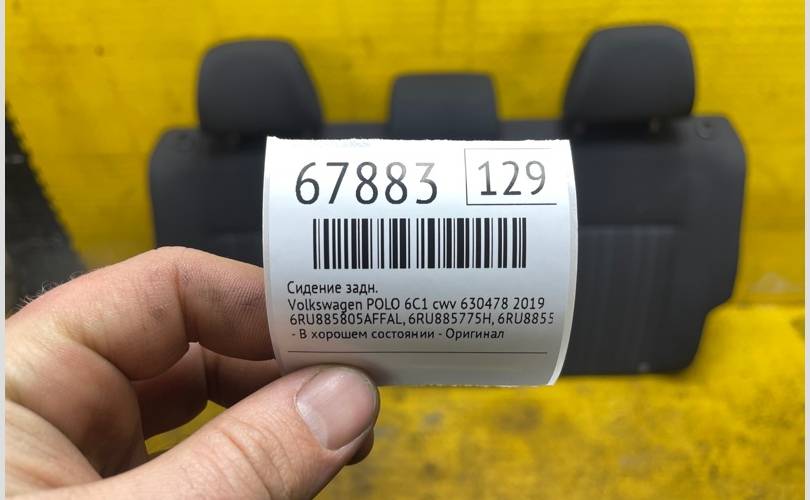 67883 129
Сидение задн.
Volkswagen POLO 6C1 cwv 630478 2019
6RU885805AFFAL, 6RU885775H, 6RU8855
- В хорошем состоянии - Оригинал